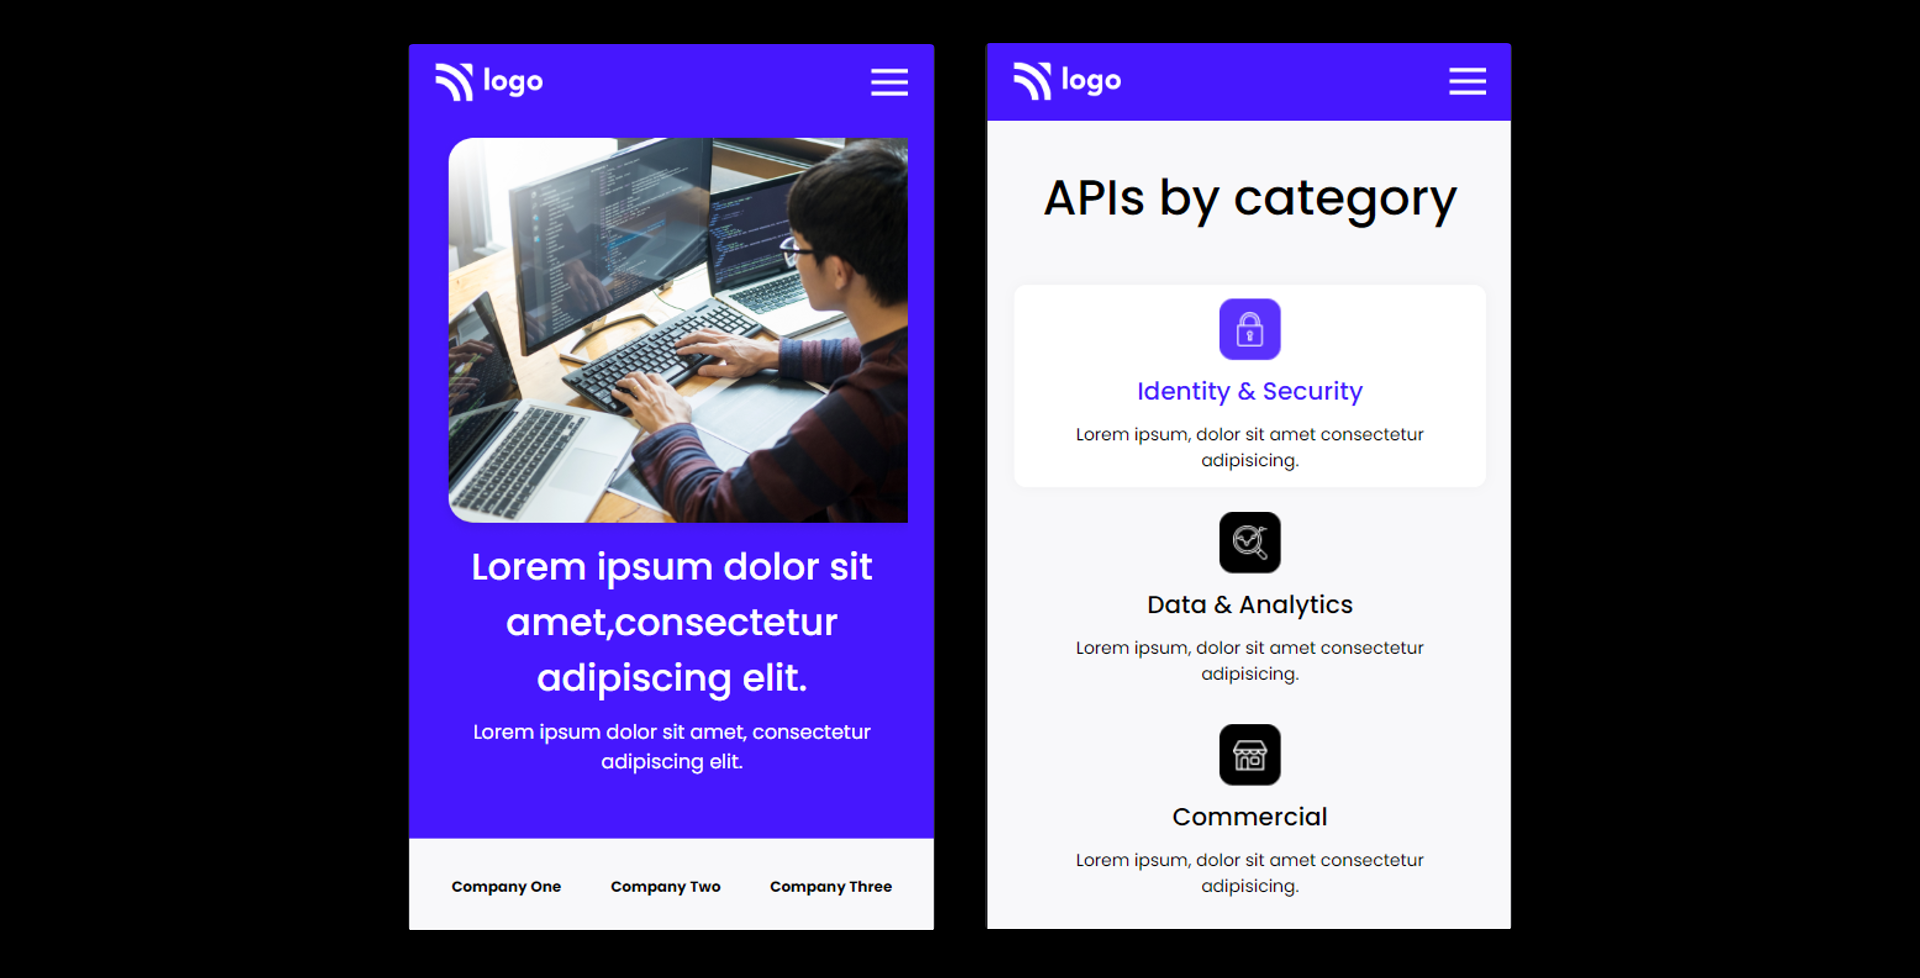 logo
Lorem ipsum dolor sit
amet,consectetur
adipiscing elit.
Lorem ipsum dolor sit amet, consectetur
adipiscing elit.
Company One
Company Two
Company Three
logo
APIs by category
Identity & Security
Lorem ipsum, dolor sit amet consectetur
adipisicing.
Data & Analytics
Lorem ipsum, dolor sit amet consectetur
adipisicing.
Commercial
Lorem ipsum, dolor sit amet consectetur
adipisicing.